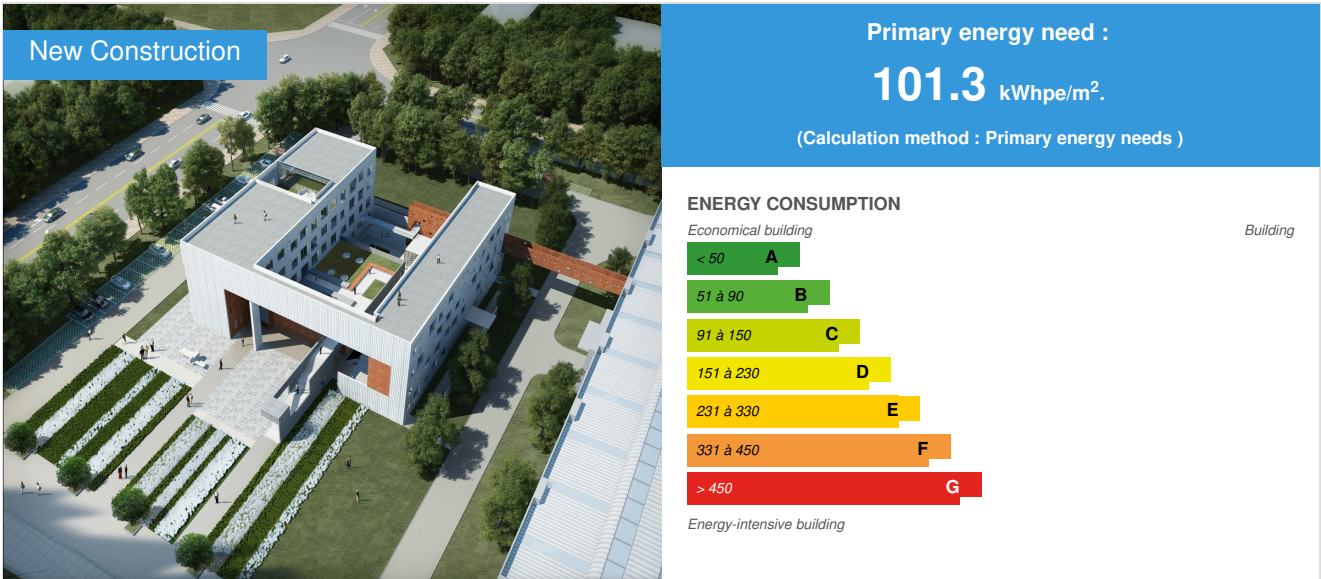 New Construction
Primary energy need :
101.3 kWhpe/m².
(Calculation method : Primary energy needs )
ENERGY CONSUMPTION
Economical building
Building
< 50 A
51 à 90 B
91 à 150 C
151 à 230 D
231 à 330 E
331 à 450 F
> 450 G
Energy-intensive building